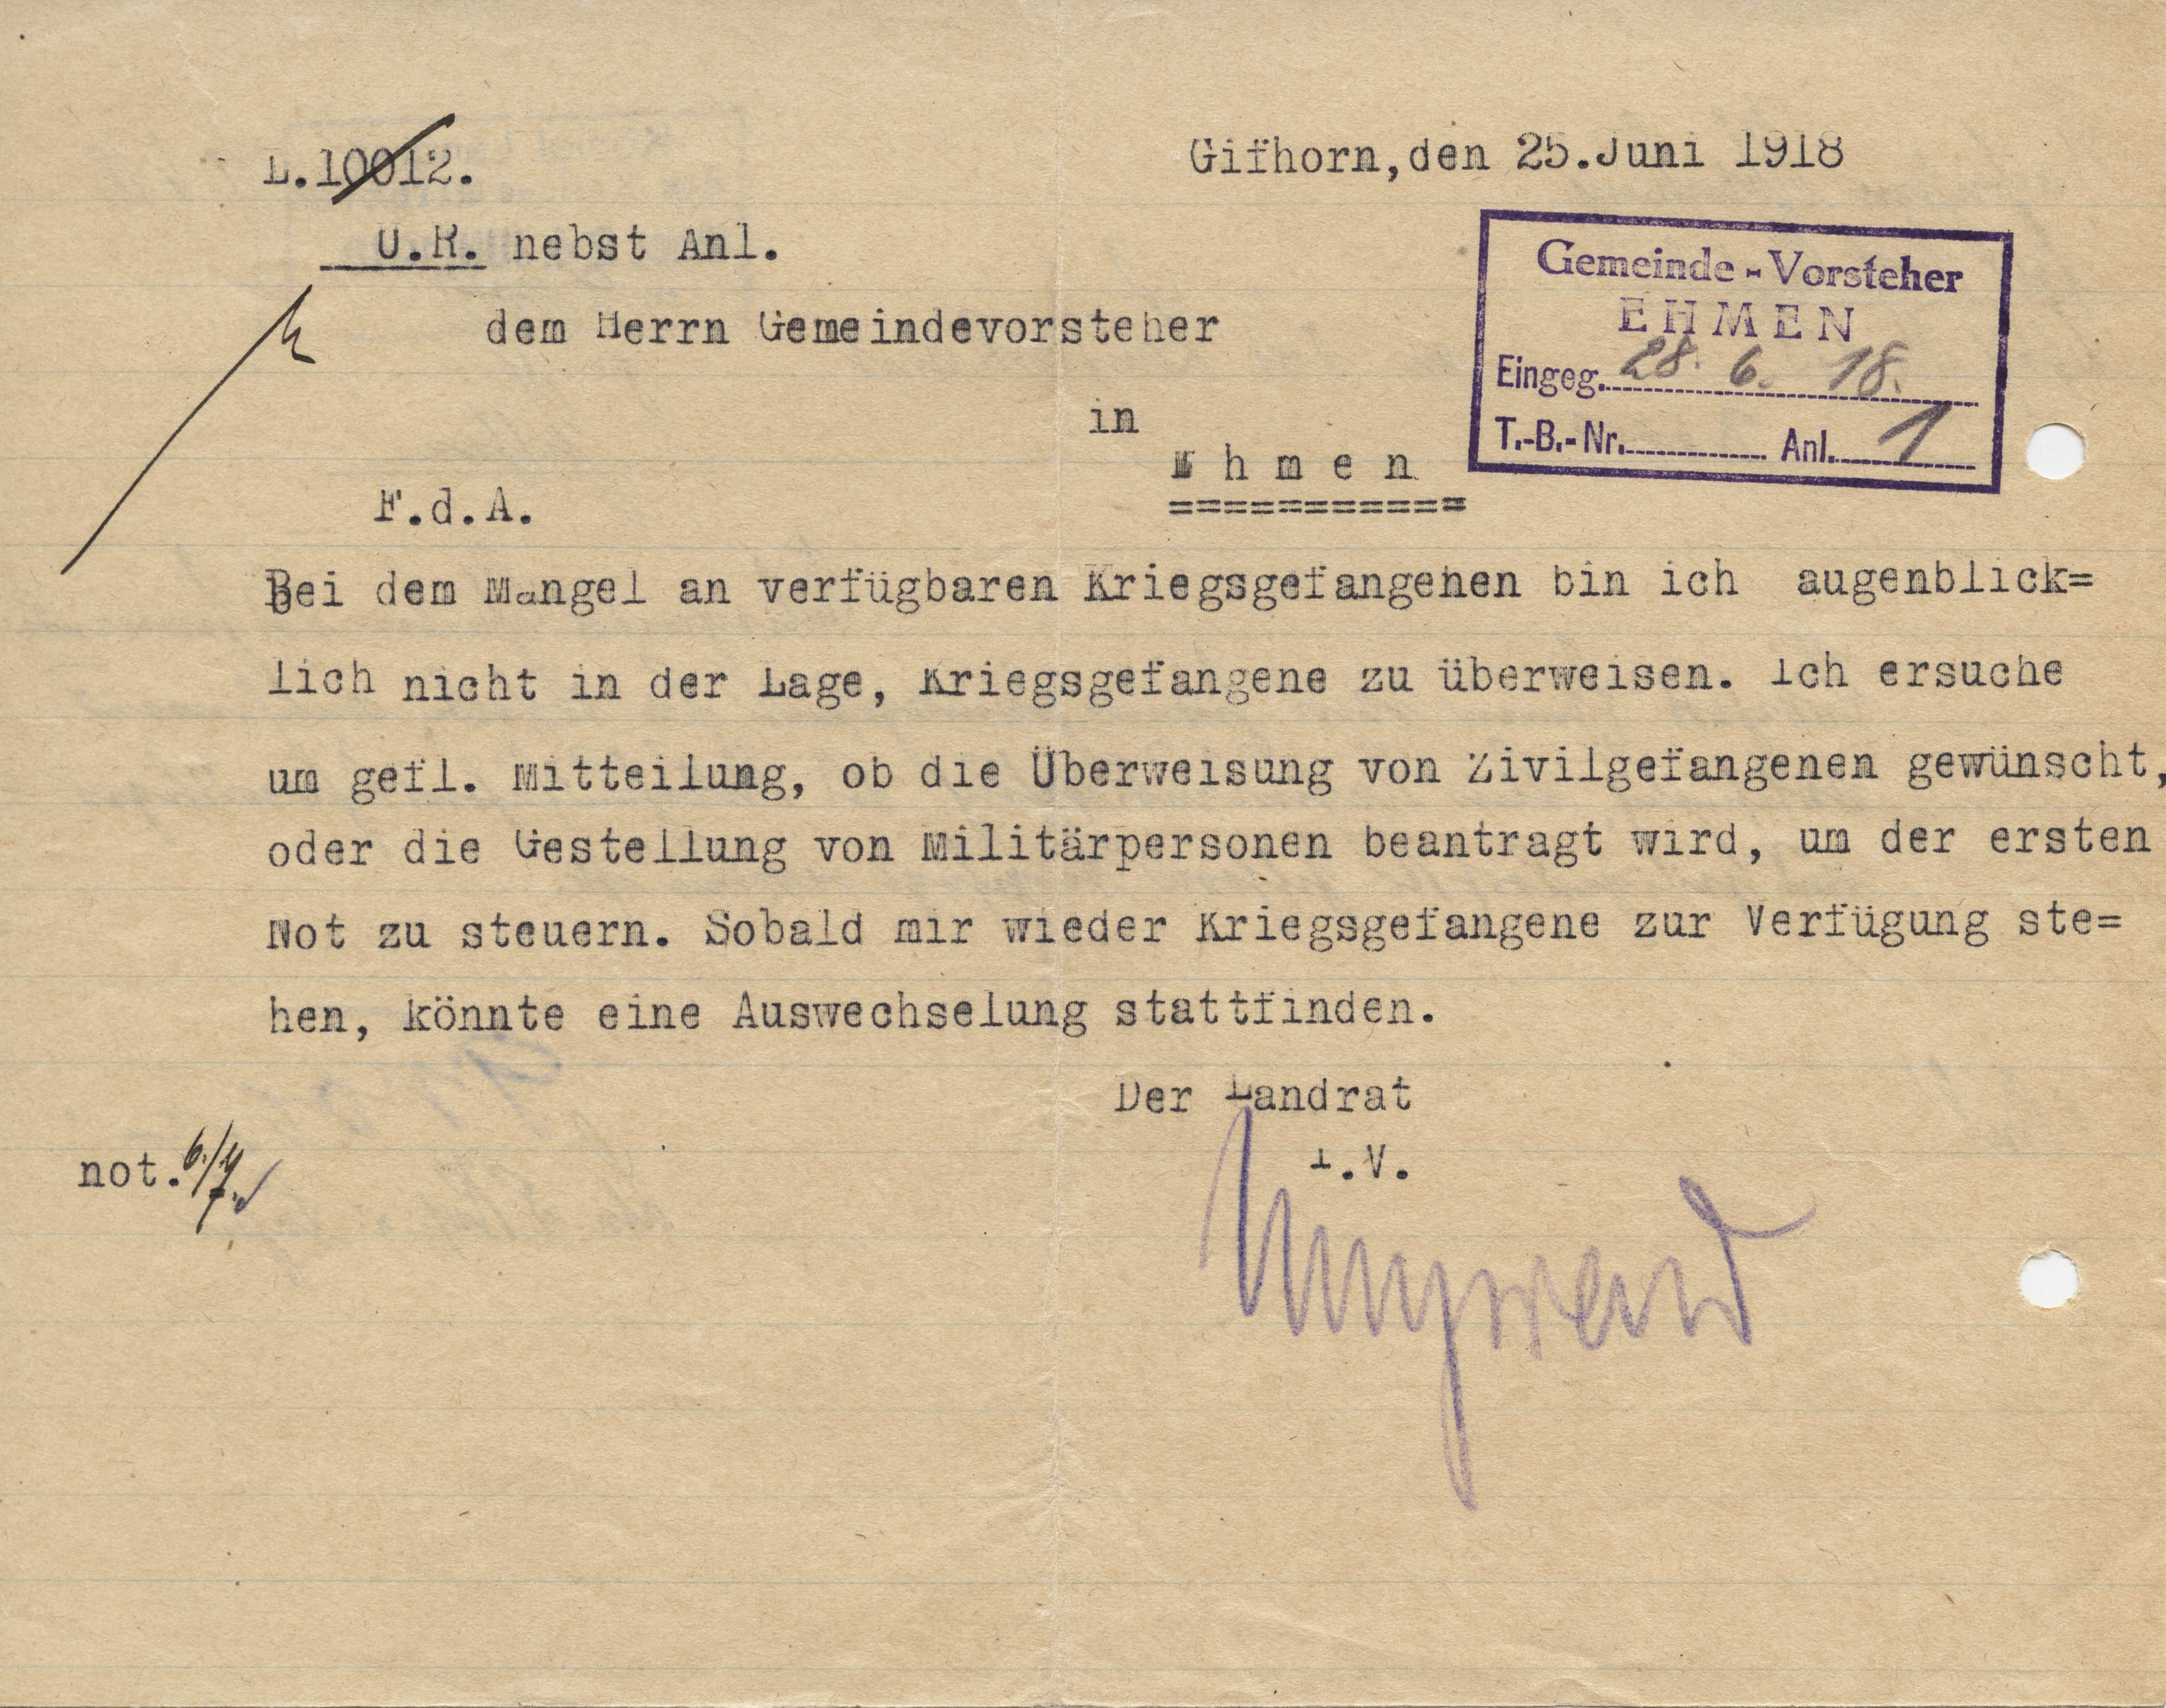 L.10012.
Gifhorn,den 25.Juni 1918
U.R. nebst Anl.
Gemeinde-Vorsteher
EHMEN
Eingeg. 28. 6. 18.
T.-B.-Nr. Anl. 1
dem Herrn Gemeindevorsteher
in
E h m e n
===========
F.d.A.
Bei dem Mangel an verfügbaren Kriegsgefangenen bin ich augenblick=
lich nicht in der Lage, Kriegsgefangene zu überweisen. Ich ersuche
um gefl. Mitteilung, ob die Überweisung von Zivilgefangenen gewünscht,
oder die Gestellung von Militärpersonen beantragt wird, um der ersten
Not zu steuern. Sobald mir wieder Kriegsgefangene zur Verfügung ste=
hen, könnte eine Auswechselung stattfinden.
Der Landrat
I.V.
not.